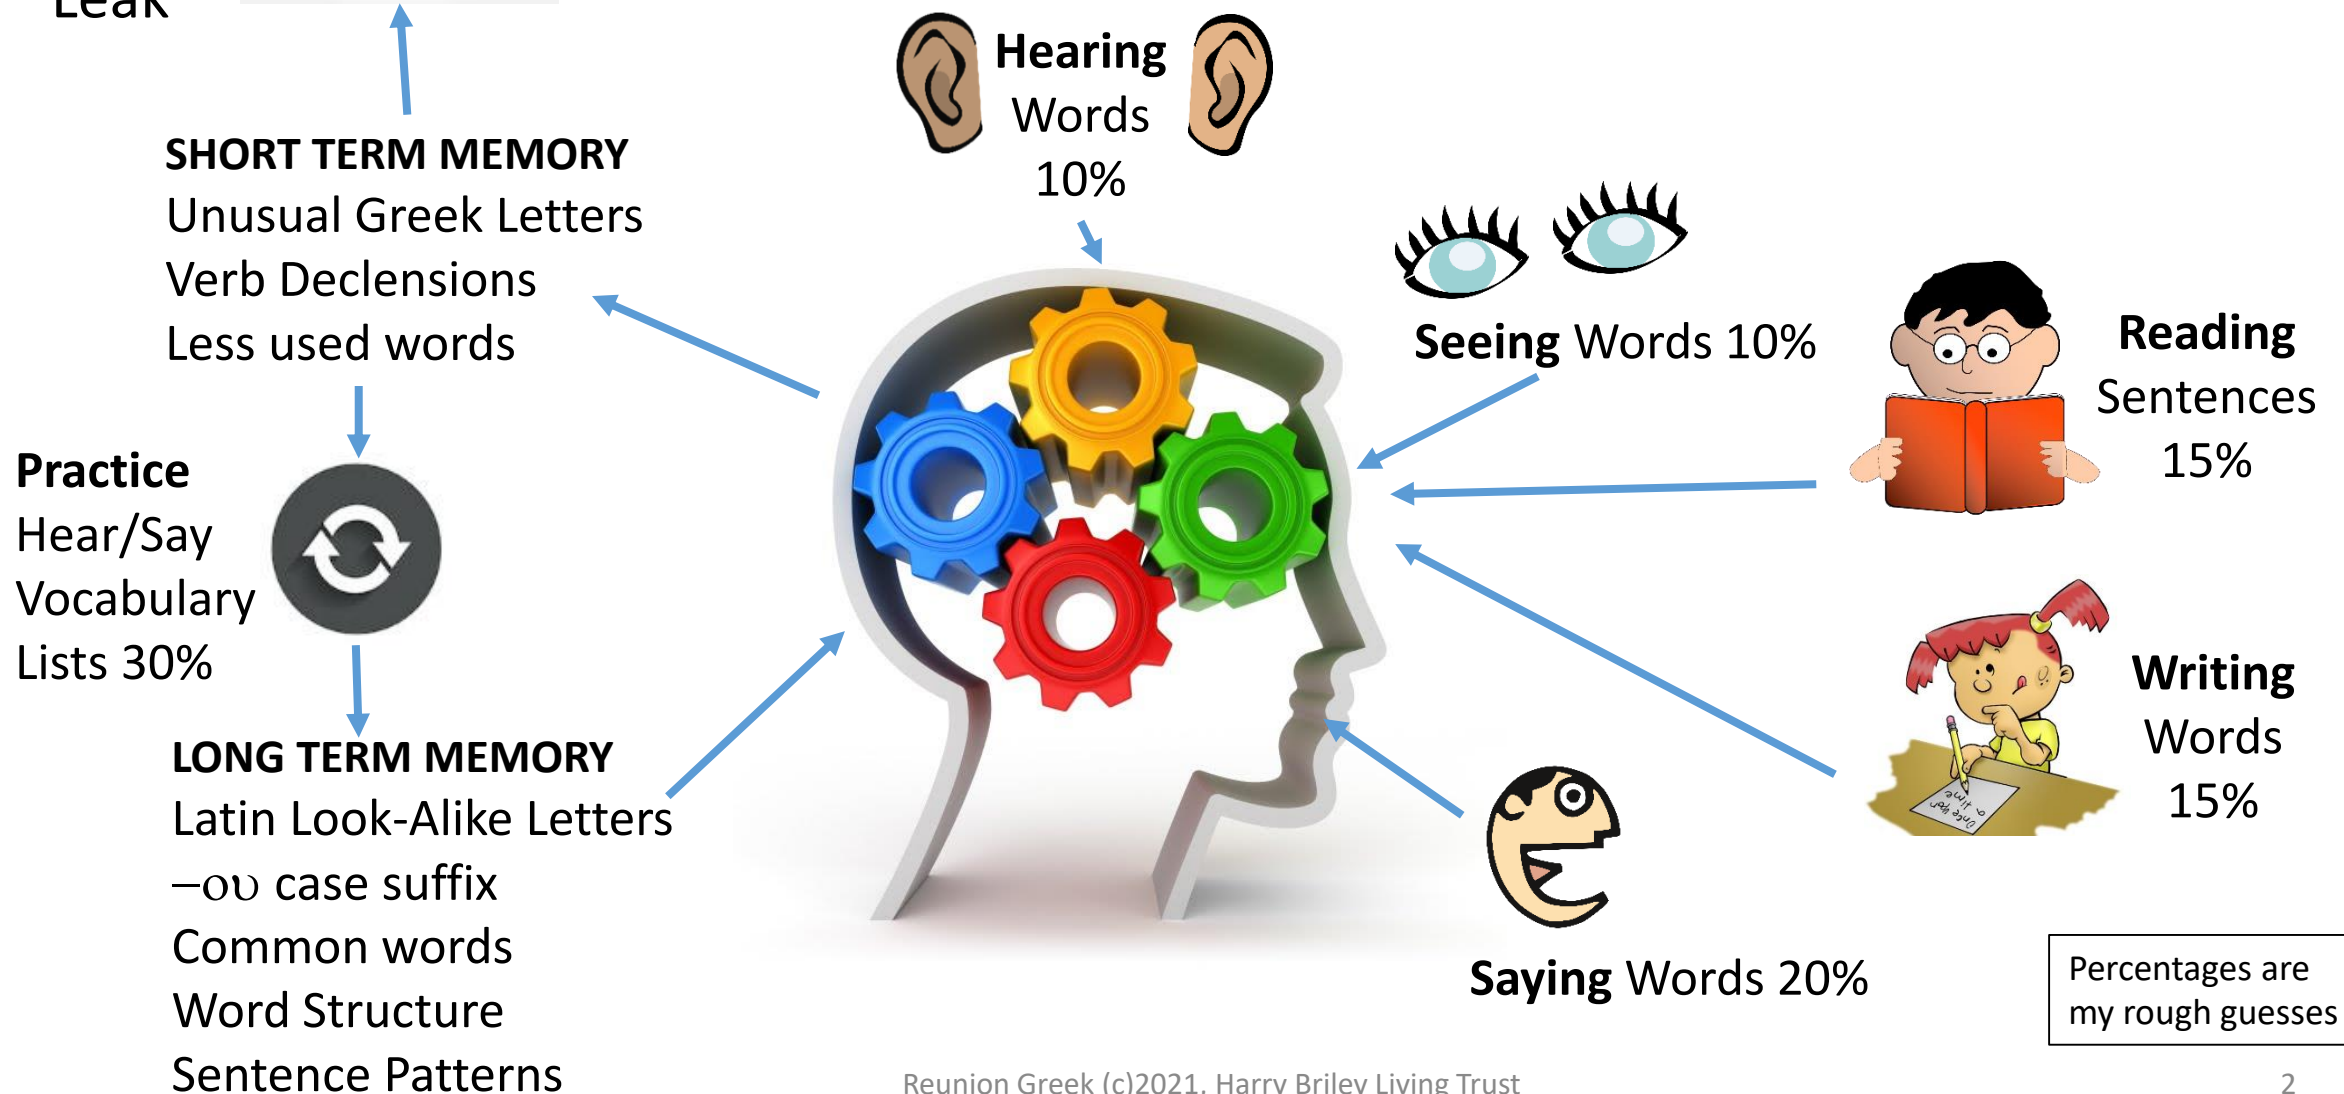 Leak
SHORT TERM MEMORY
Unusual Greek Letters
Verb Declensions
Less used words
Practice
Hear/Say
Vocabulary
Lists 30%
LONG TERM MEMORY
Latin Look-Alike Letters
–ου case suffix
Common words
Word Structure
Sentence Patterns
Hearing
Words
10%
Seeing Words 10%
Reading
Sentences
15%
Writing
Words
15%
Once upon
a time
Saying Words 20%
Percentages are
my rough guesses
Reunion Greek (c)2021. Harry Briley Living Trust
2